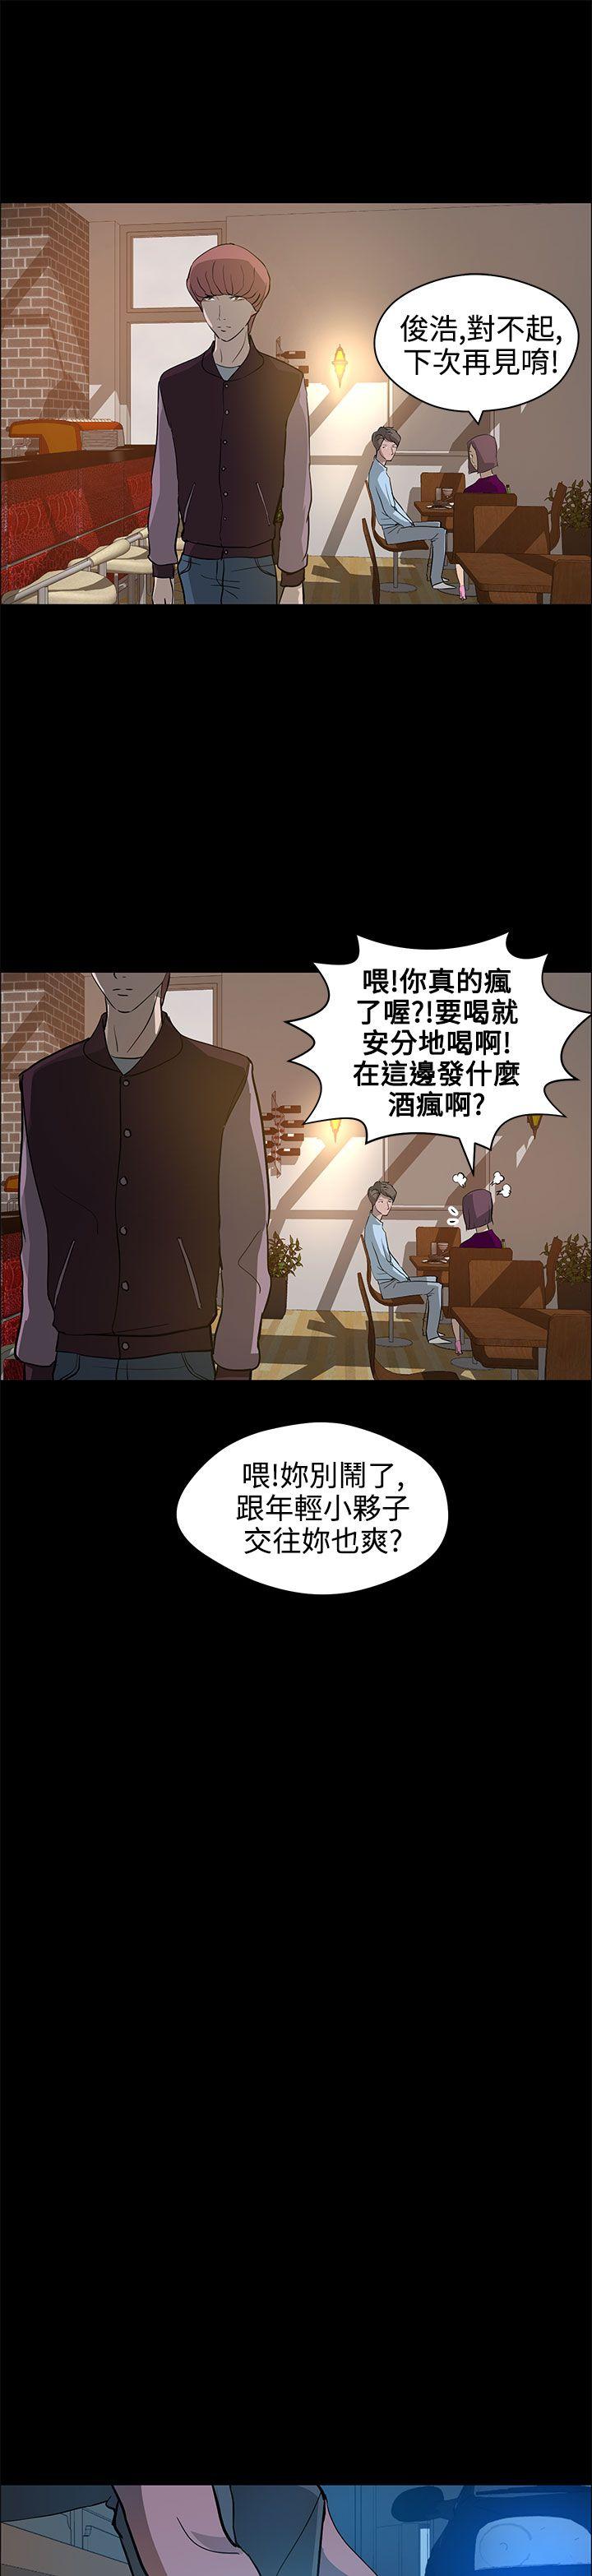 俊浩,對不起,
下次再見唷!
喂!你真的瘋
了喔?!要喝就
安分地喝啊!
在這邊發什麼
酒瘋啊?
喂!妳別鬧了,
跟年輕小夥子
交往妳也爽?